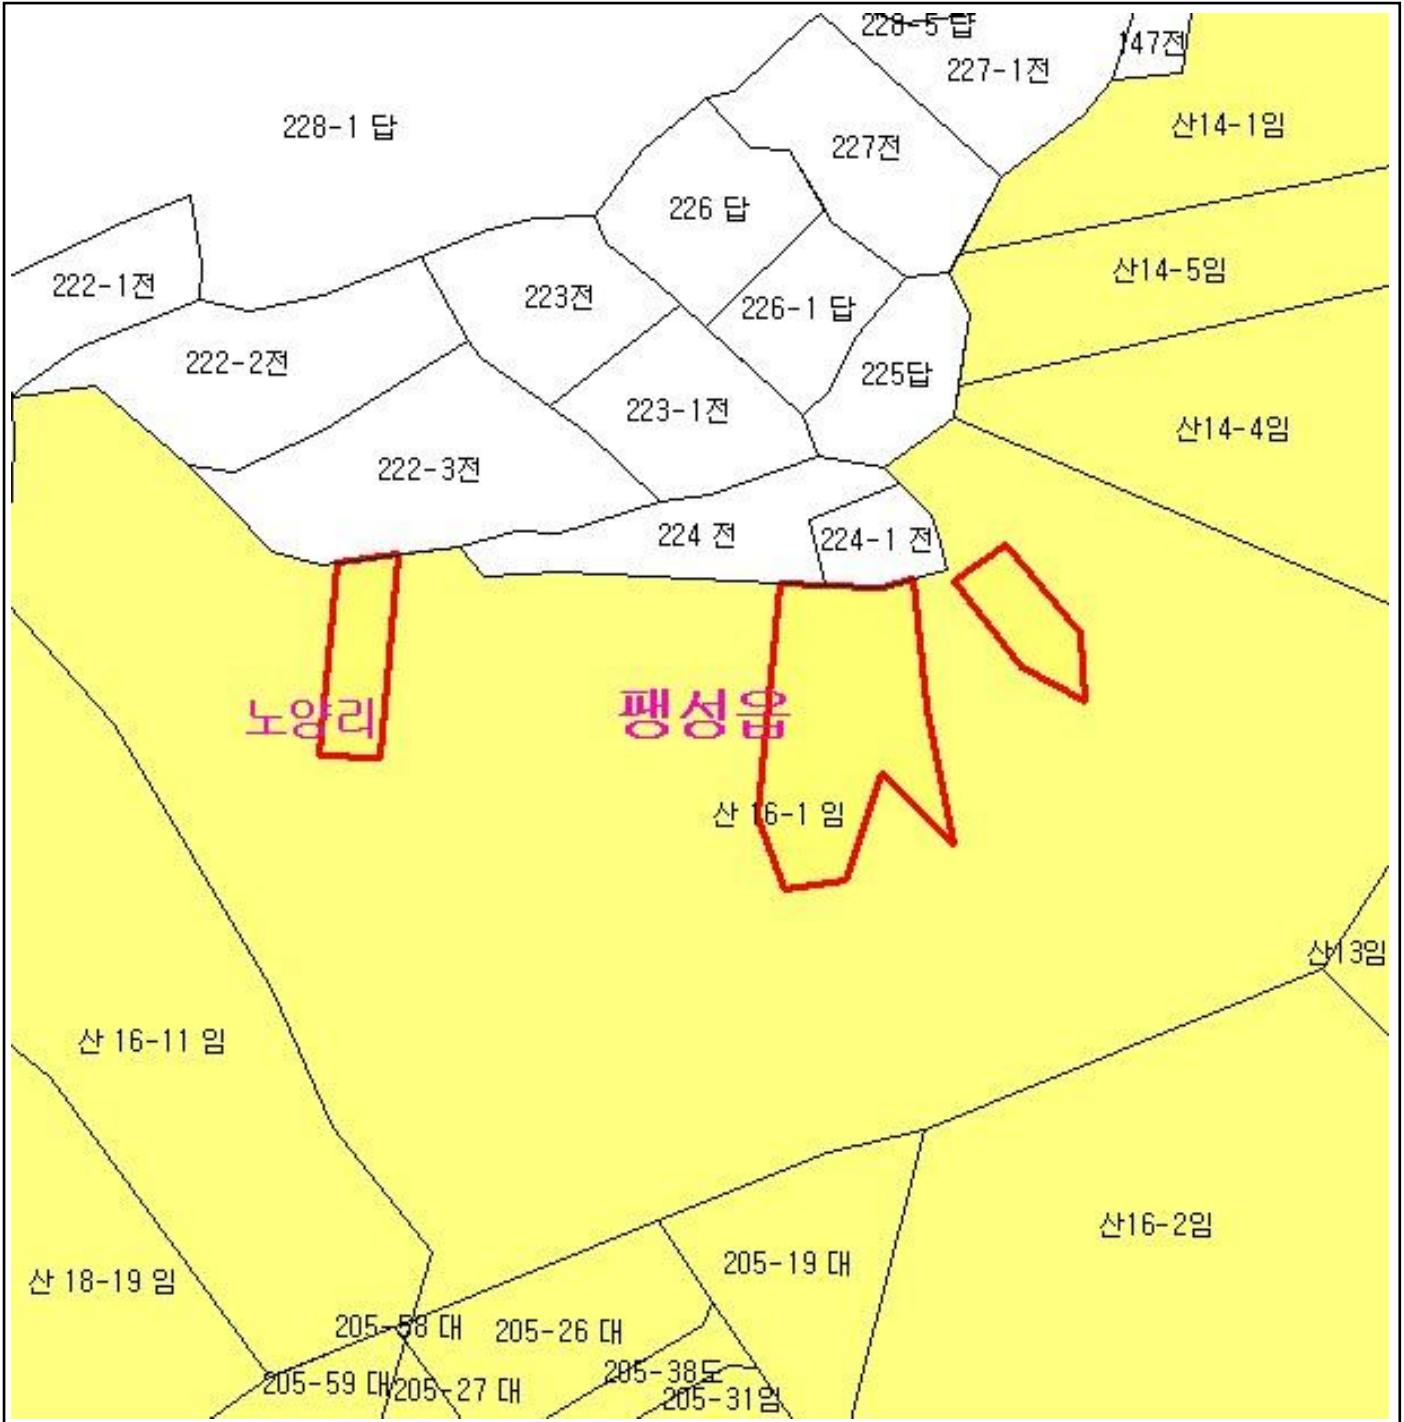 228-5 답
147전
227-1전
228-1 답
산14-1임
227전
226 답
산14-5임
222-1전
223전
226-1 답
222-2전
225답
223-1전
산14-4임
222-3전
224 전
224-1 전
노양리
팽성읍
산 16-1 임
산13임
산 16-11 임
산16-2임
205-19 대
산 18-19 임
205-58 대
205-26 대
205-38도
205-59 대
205-27 대
205-31임